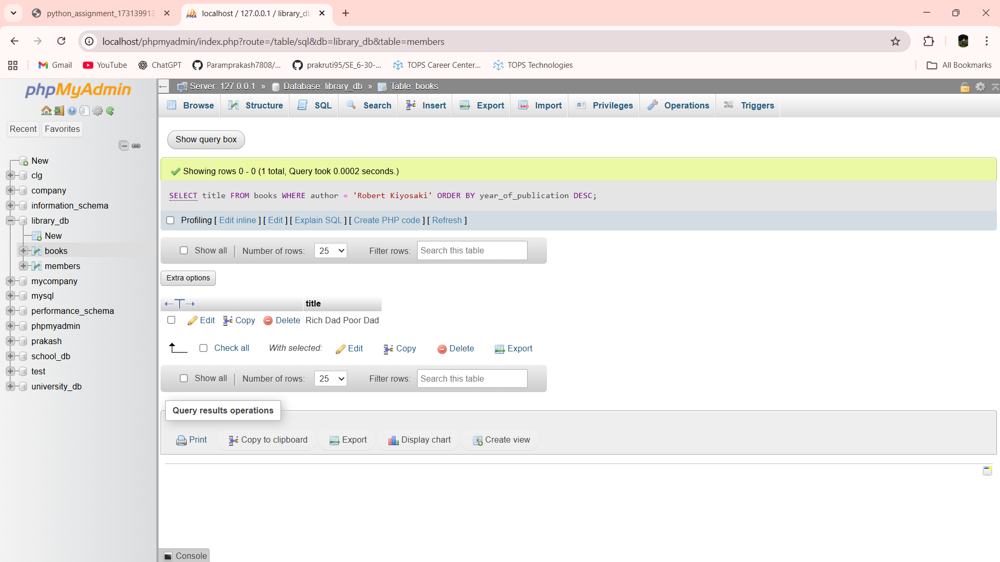 python_assignment_173139913
localhost / 127.0.0.1 / library_db
localhost/phpmyadmin/index.php?route=/table/sql&db=library_db&table=members
Gmail
YouTube
ChatGPT
Paramprakash7808/...
prakruti95/SE_6-30-...
TOPS Career Center...
TOPS Technologies
All Bookmarks
phpMyAdmin
Recent
Favorites
New
clg
company
information_schema
library_db
New
books
members
mycompany
mysql
performance_schema
phpmyadmin
prakash
school_db
test
university_db
Server: 127.0.0.1 » Database: library_db » Table: books
Browse
Structure
SQL
Search
Insert
Export
Import
Privileges
Operations
Triggers
Show query box
Showing rows 0 - 0 (1 total, Query took 0.0002 seconds.)
SELECT title FROM books WHERE author = 'Robert Kiyosaki' ORDER BY year_of_publication DESC;
Profiling [ Edit inline ] [ Edit ] [ Explain SQL ] [ Create PHP code ] [ Refresh ]
Show all | Number of rows: 25 Filter rows: Search this table
Extra options
←T→ title
Edit Copy Delete Rich Dad Poor Dad
Check all With selected: Edit Copy Delete Export
Show all | Number of rows: 25 Filter rows: Search this table
Query results operations
Print
Copy to clipboard
Export
Display chart
Create view
Console